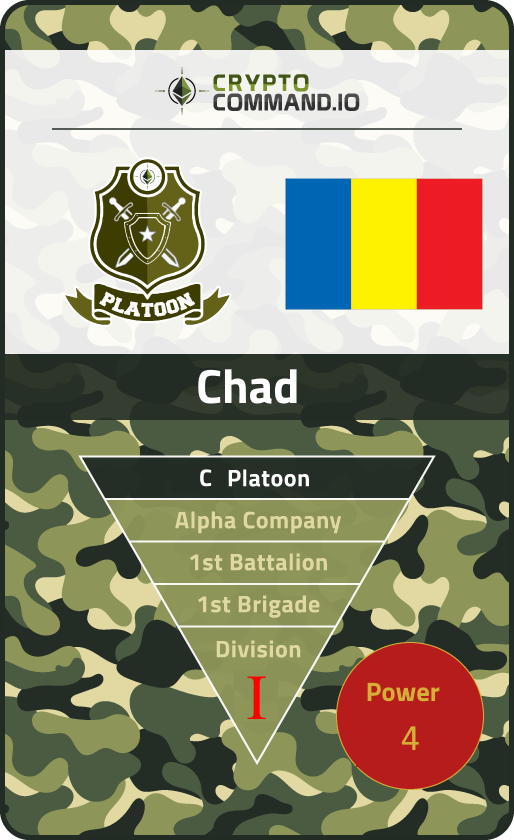 CRYPTO
COMMAND.IO
PLATOON
Chad
C Platoon
Alpha Company
1st Battalion
1st Brigade
Division
I
Power
4